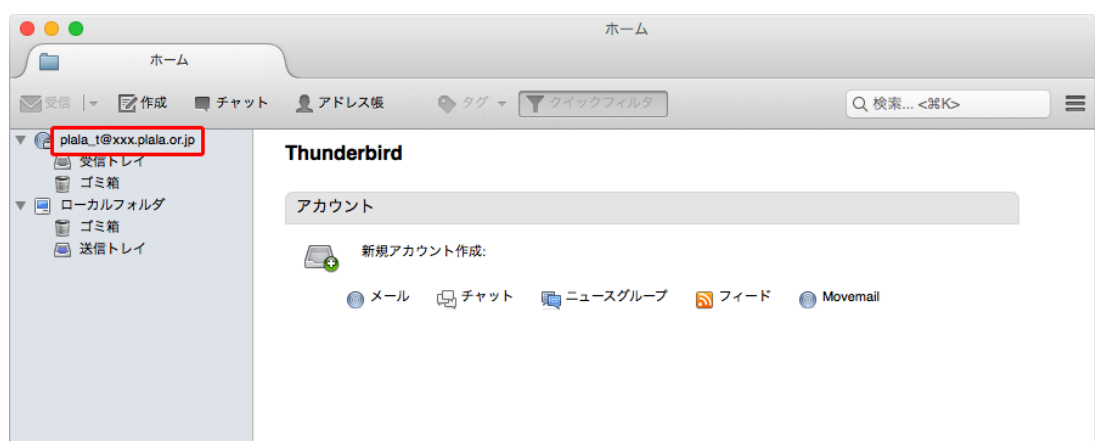 ホーム
ホーム
受信 作成 チャット アドレス帳 タグ クイックフィルタ 検索... <⌘K>
plala_t@xxx.plala.or.jp
受信トレイ
ゴミ箱
ローカルフォルダ
ゴミ箱
送信トレイ
Thunderbird
アカウント
新規アカウント作成:
メール チャット ニュースグループ フィード Movemail